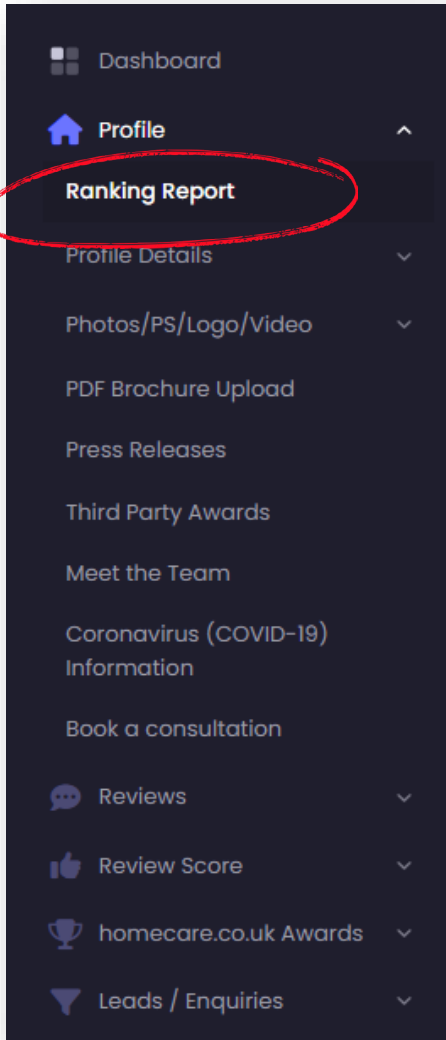 Dashboard
Profile
Ranking Report
Profile Details
Photos/PS/Logo/Video
PDF Brochure Upload
Press Releases
Third Party Awards
Meet the Team
Coronavirus (COVID-19)
Information
Book a consultation
Reviews
Review Score
homecare.co.uk Awards
Leads / Enquiries